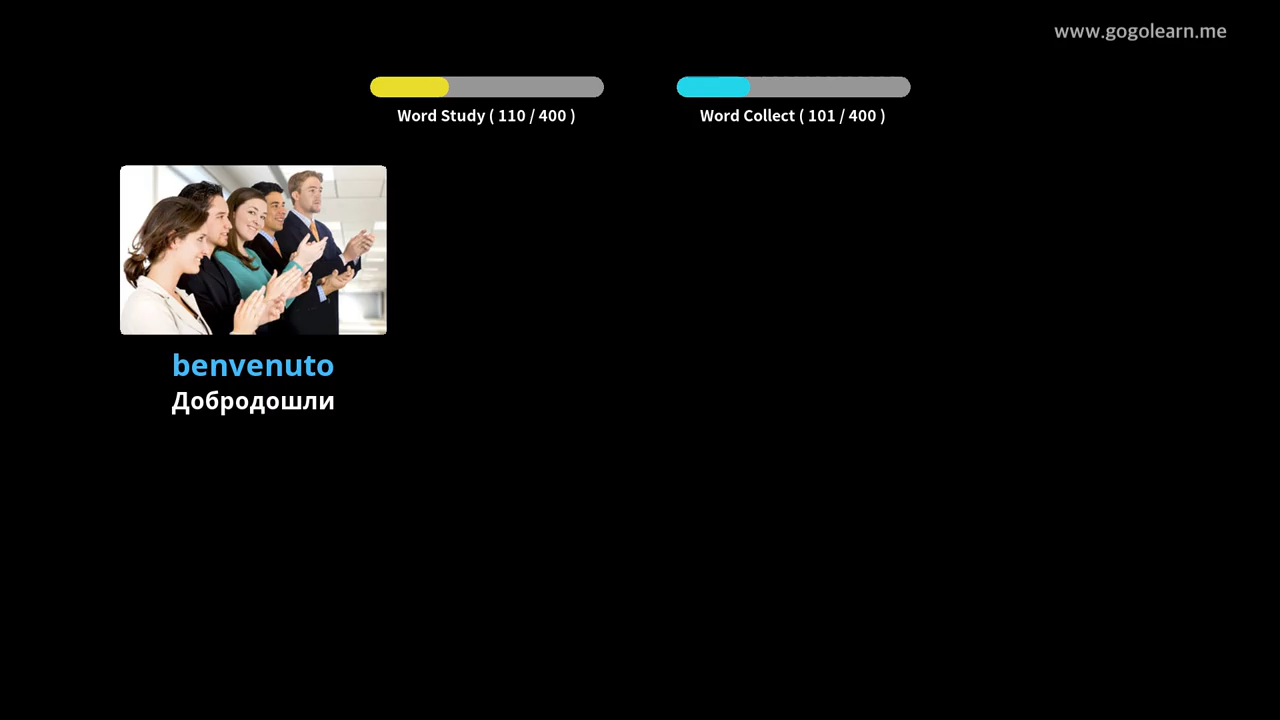 www.gogolearn.me
Word Study ( 110 / 400 )
Word Collect ( 101 / 400 )
benvenuto
Добродошли